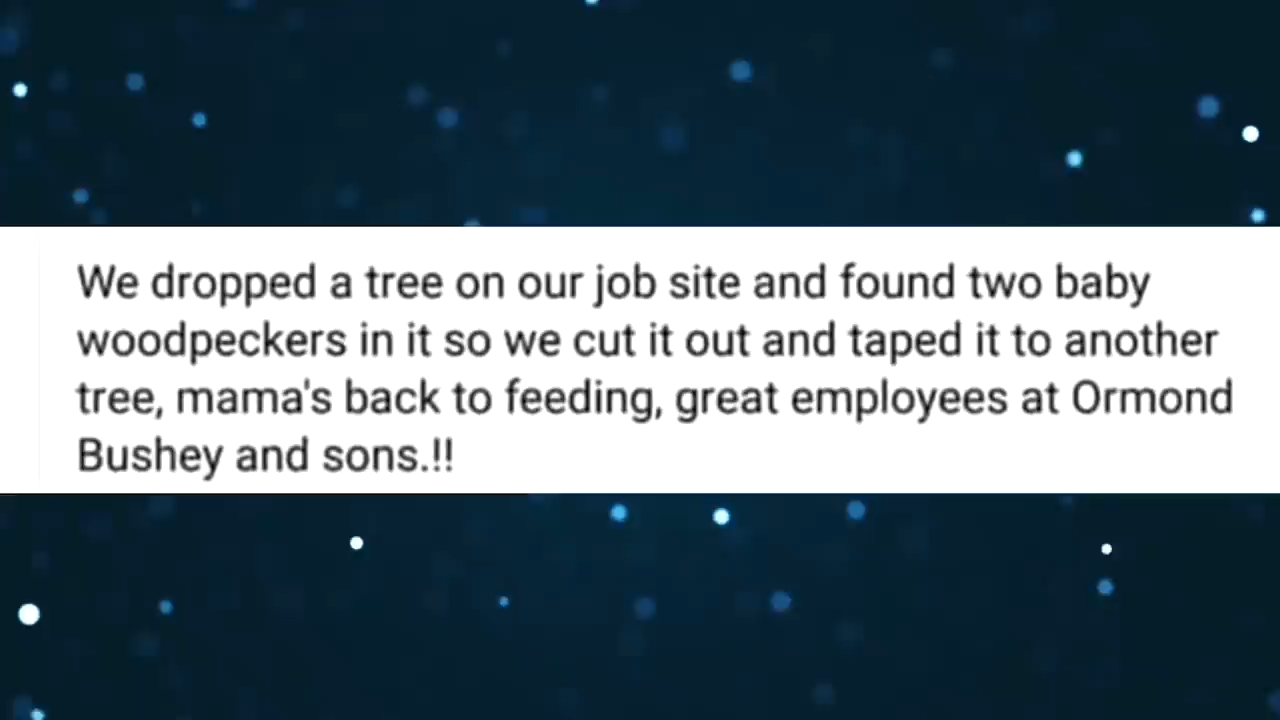 We dropped a tree on our job site and found two baby
woodpeckers in it so we cut it out and taped it to another
tree, mama's back to feeding, great employees at Ormond
Bushey and sons.!!